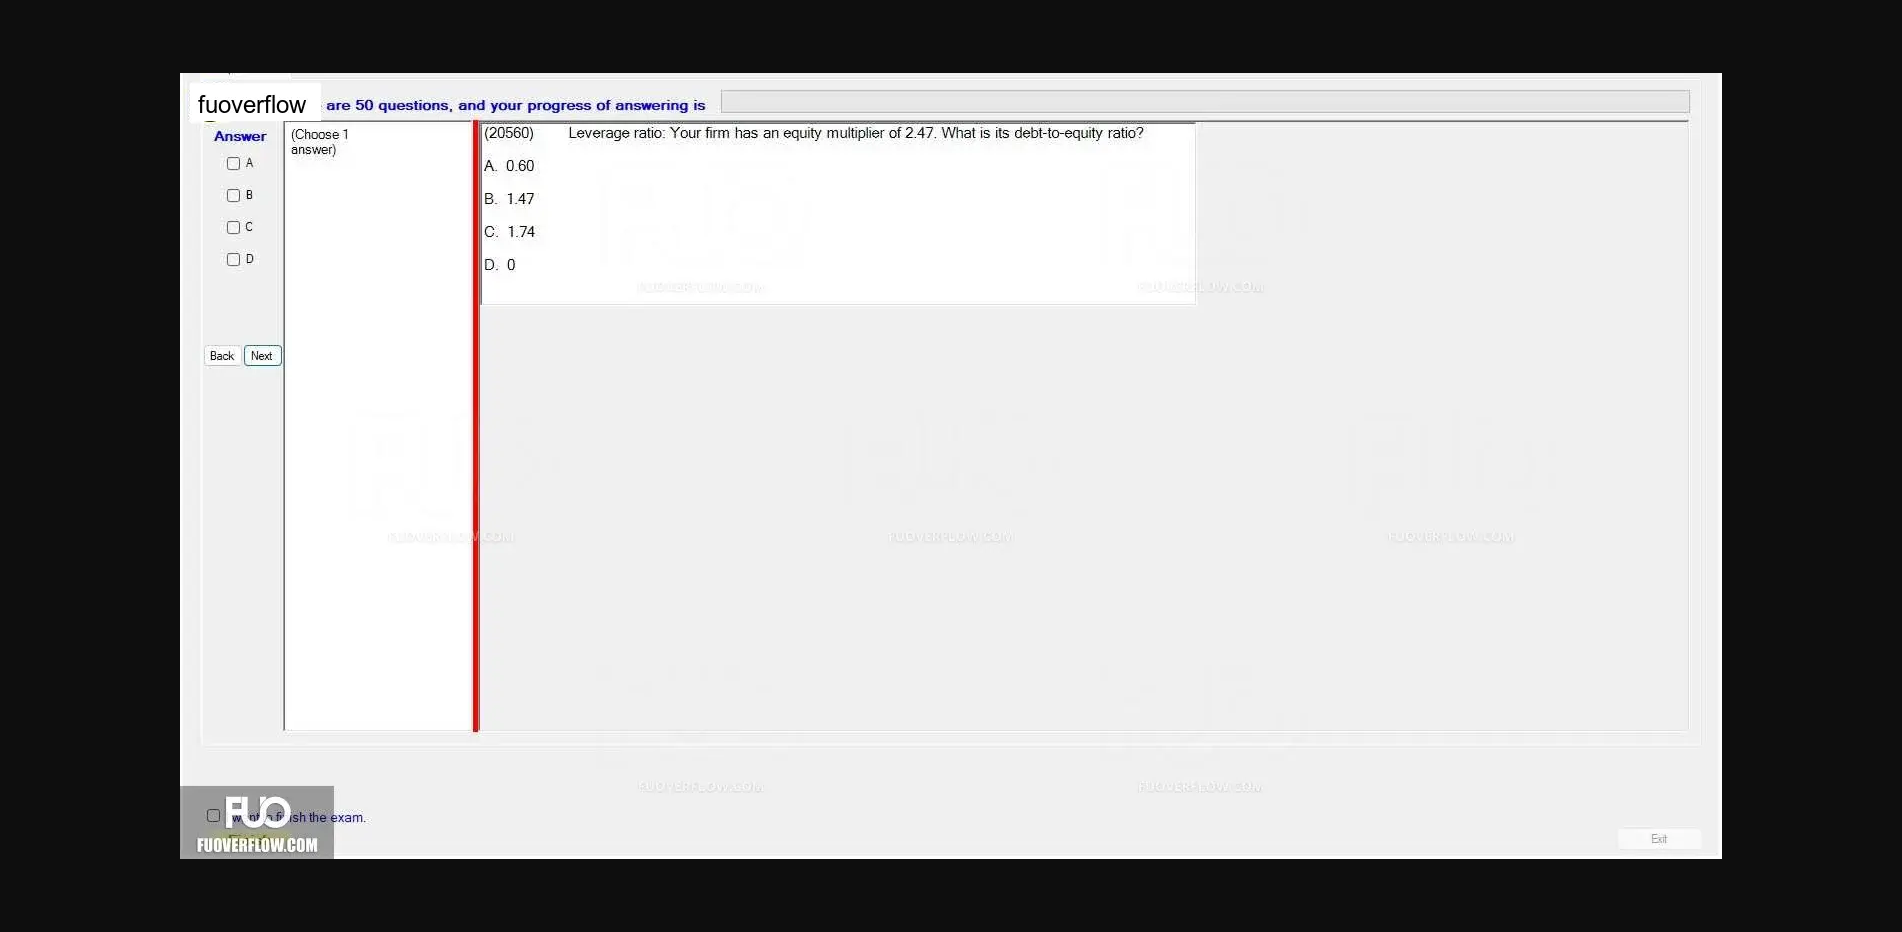 fuoverflow are 50 questions, and your progress of answering is
Answer
(Choose 1
answer)
A
B
C
D
Back Next
(20560) Leverage ratio: Your firm has an equity multiplier of 2.47. What is its debt-to-equity ratio?
A. 0.60
B. 1.47
C. 1.74
D. 0
FUOVERFLOW.COM FUOVERFLOW.COM
FUOVERFLOW.COM FUOVERFLOW.COM FUOVERFLOW.COM
FUOVERFLOW.COM FUOVERFLOW.COM
FUO
the exam.
FUOVERFLOW.COM
Exit